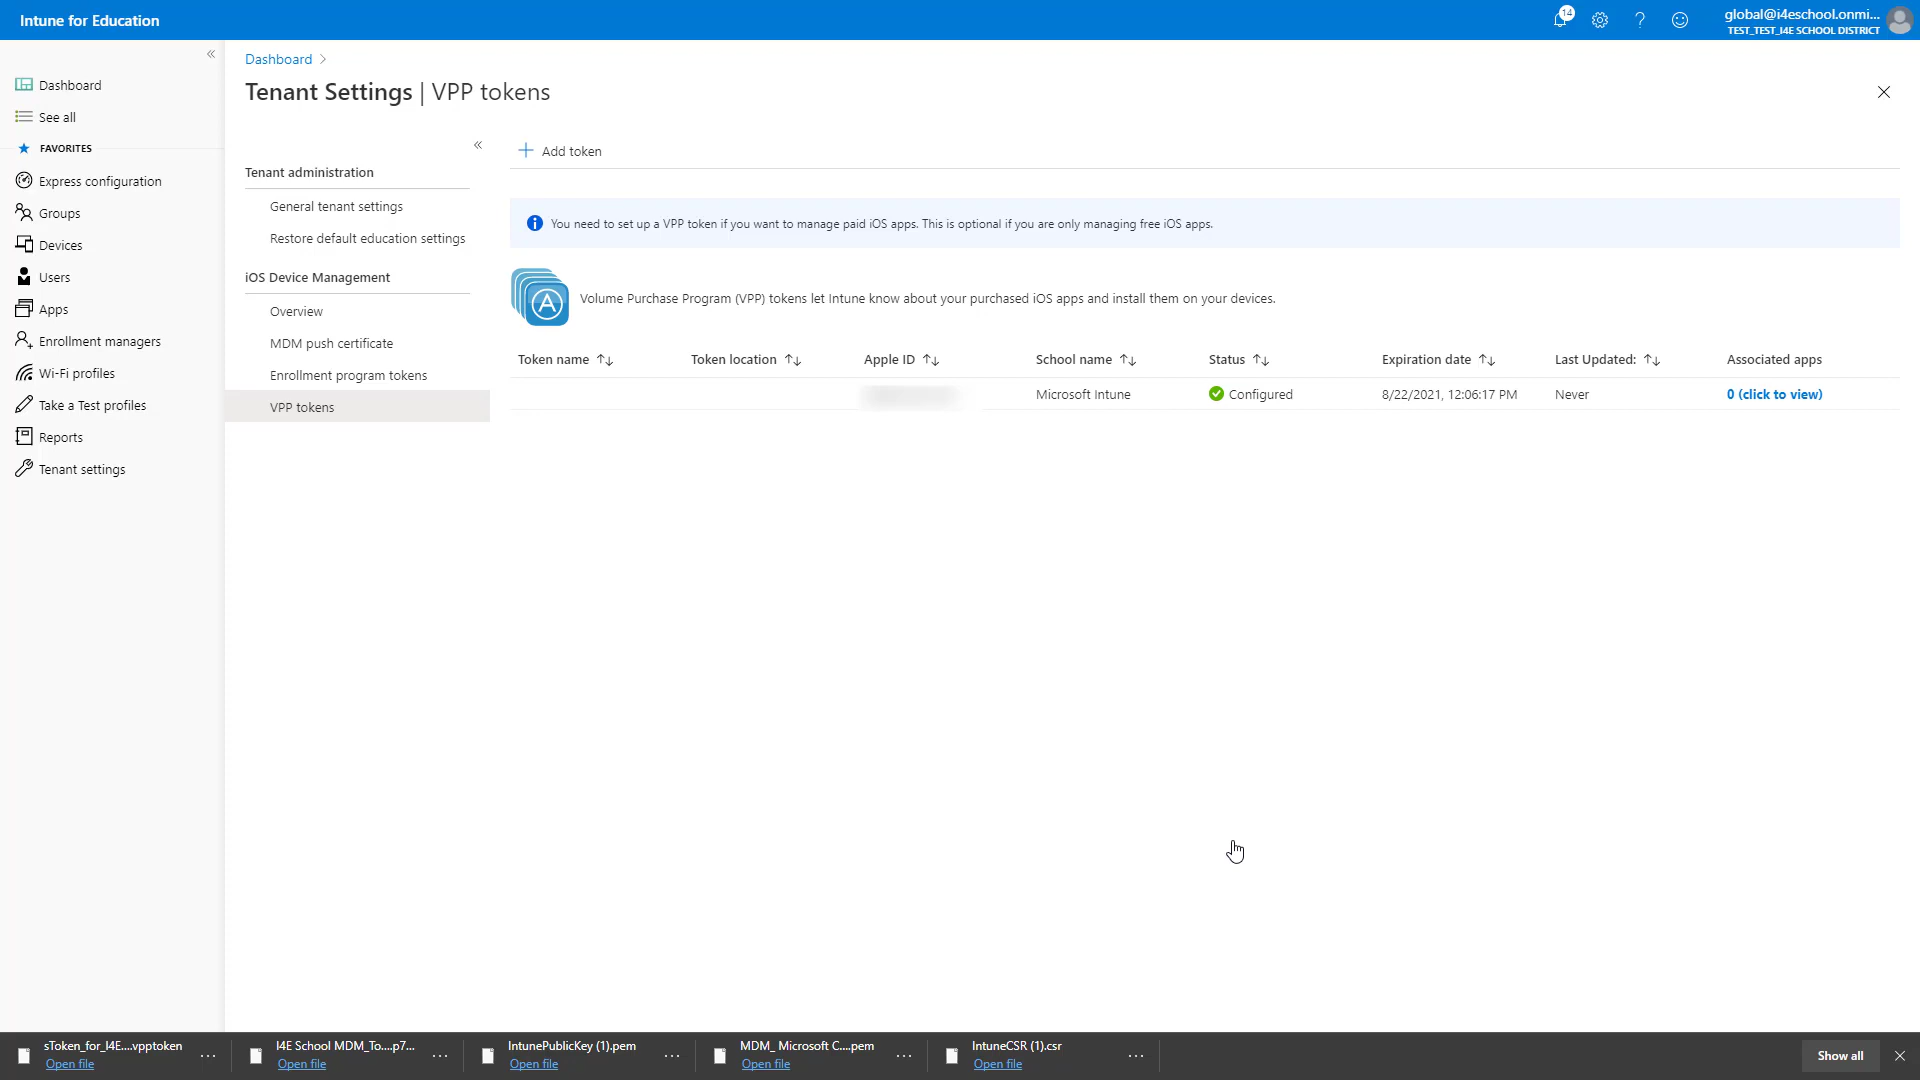 Intune for Education
14
global@i4eschool.onmi...
TEST_TEST_I4E SCHOOL DISTRICT
Dashboard
See all
FAVORITES
Express configuration
Groups
Devices
Users
Apps
Enrollment managers
Wi-Fi profiles
Take a Test profiles
Reports
Tenant settings
Dashboard
Tenant Settings | VPP tokens
Tenant administration
General tenant settings
Restore default education settings
iOS Device Management
Overview
MDM push certificate
Enrollment program tokens
VPP tokens
Add token
You need to set up a VPP token if you want to manage paid iOS apps. This is optional if you are only managing free iOS apps.
Volume Purchase Program (VPP) tokens let Intune know about your purchased iOS apps and install them on your devices.
Token name Token location Apple ID School name Status Expiration date Last Updated: Associated apps
Microsoft Intune Configured 8/22/2021, 12:06:17 PM Never 0 (click to view)
sToken_for_I4E....vpptoken
Open file
I4E School MDM_To....p7...
Open file
IntunePublicKey (1).pem
Open file
MDM_ Microsoft C....pem
Open file
IntuneCSR (1).csr
Open file
Show all